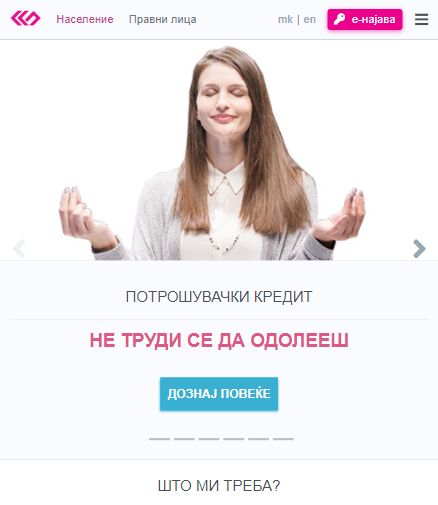 Население Правни лица mk | en е-најава
ПОТРОШУВАЧКИ КРЕДИТ
НЕ ТРУДИ СЕ ДА ОДОЛЕЕШ
ДОЗНАЈ ПОВЕЌЕ
ШТО МИ ТРЕБА?